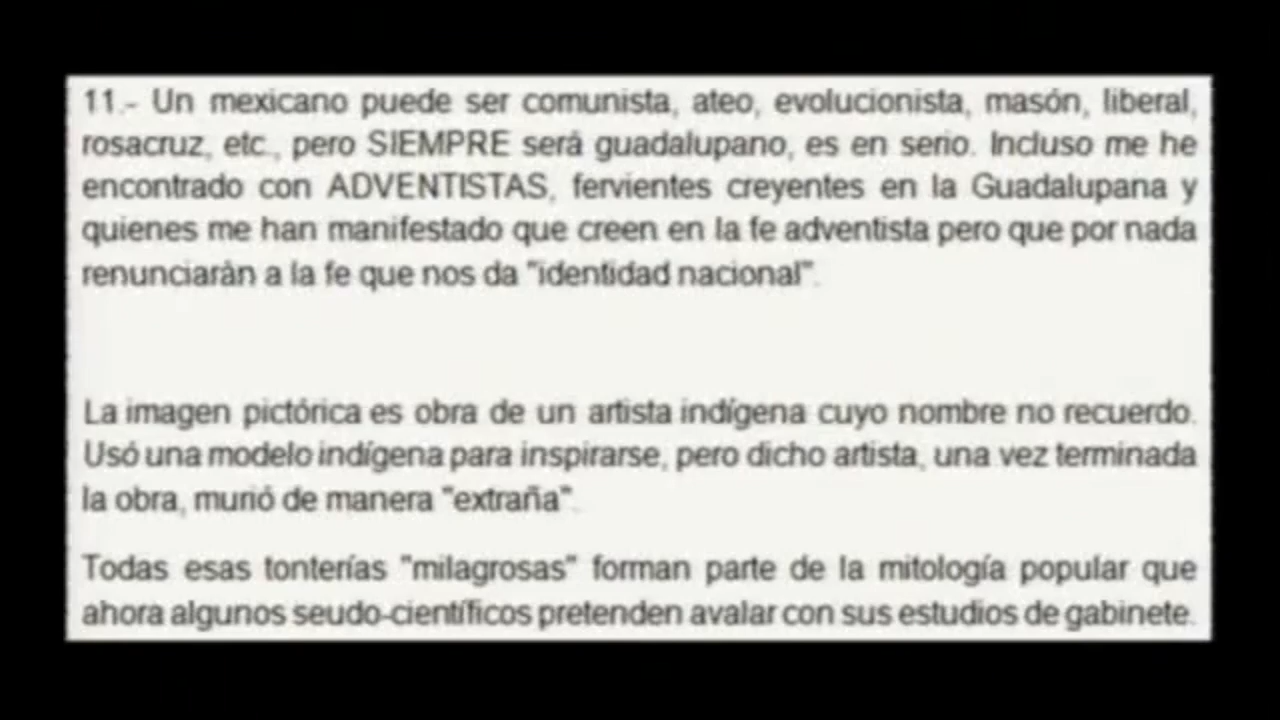 11.- Un mexicano puede ser comunista, ateo, evolucionista, masón, liberal,
rosacruz, etc., pero SIEMPRE será guadalupano, es en serio. Incluso me he
encontrado con ADVENTISTAS, fervientes creyentes en la Guadalupana y
quienes me han manifestado que creen en la fe adventista pero que por nada
renunciaràn a la fe que nos da "identidad nacional".
La imagen pictórica es obra de un artista indígena cuyo nombre no recuerdo.
Usó una modelo indígena para inspirarse, pero dicho artista, una vez terminada
la obra, murió de manera "extraña".
Todas esas tonterías "milagrosas" forman parte de la mitología popular que
ahora algunos seudo-científicos pretenden avalar con sus estudios de gabinete.